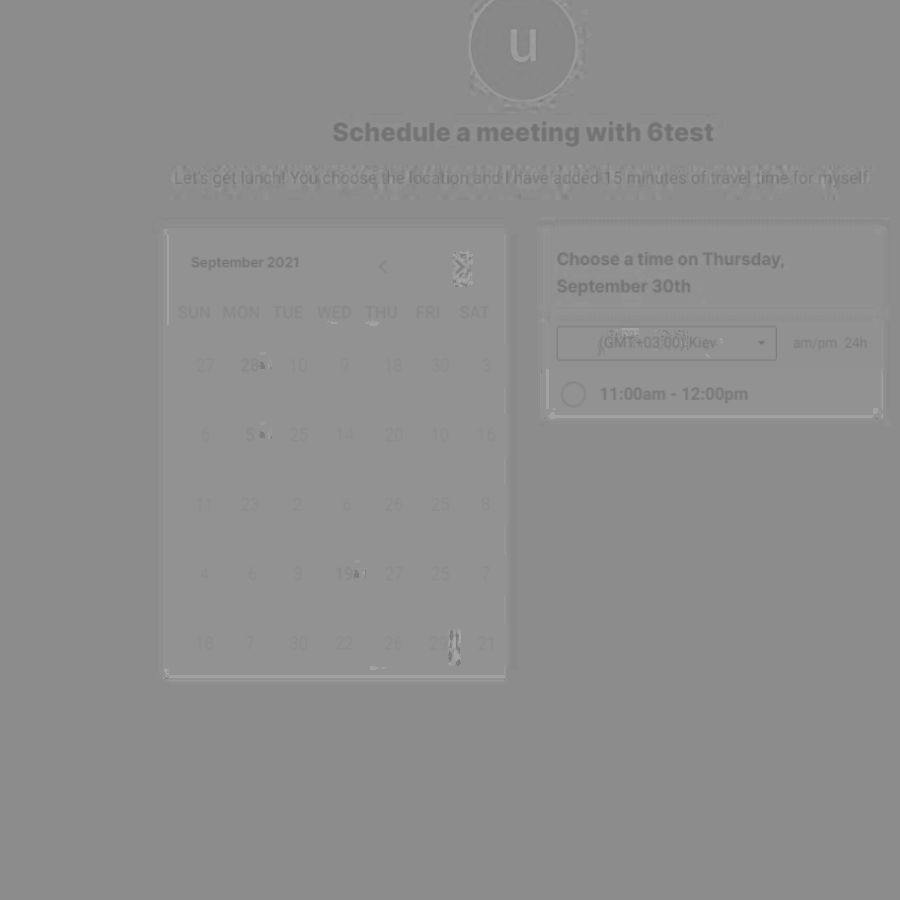 u
Schedule a meeting with 6test
Let's get lunch! You choose the location and I have added 15 minutes of travel time for myself.
September 2021
SUN MON TUE WED THU FRI SAT
27 28 10 9 18 30 3
6 5 25 14 20 10 16
11 23 2 6 26 25 8
4 6 3 19 27 25 7
16 7 30 22 26 29 21
Choose a time on Thursday,
September 30th
(GMT+03:00) Kiev
am/pm 24h
11:00am - 12:00pm